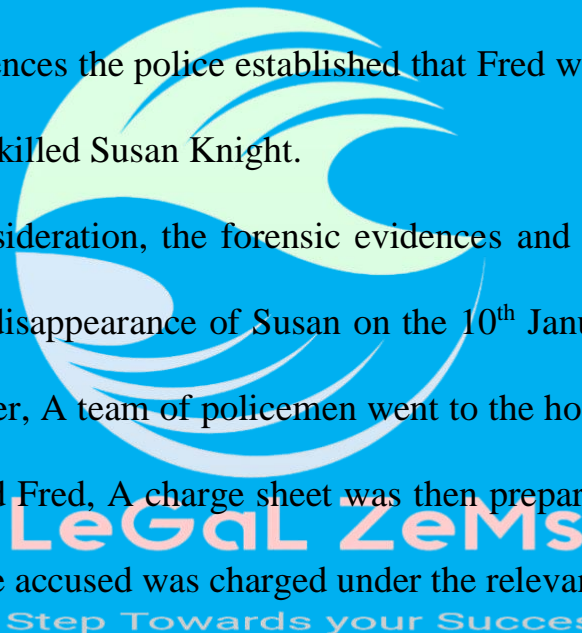 ences the police established that Fred w
killed Susan Knight.
sideration, the forensic evidences and
disappearance of Susan on the 10th Janu
er, A team of policemen went to the ho
d Fred, A charge sheet was then prepar
LeGaL ZeMs
e accused was charged under the relevan
Step Towards your Succes